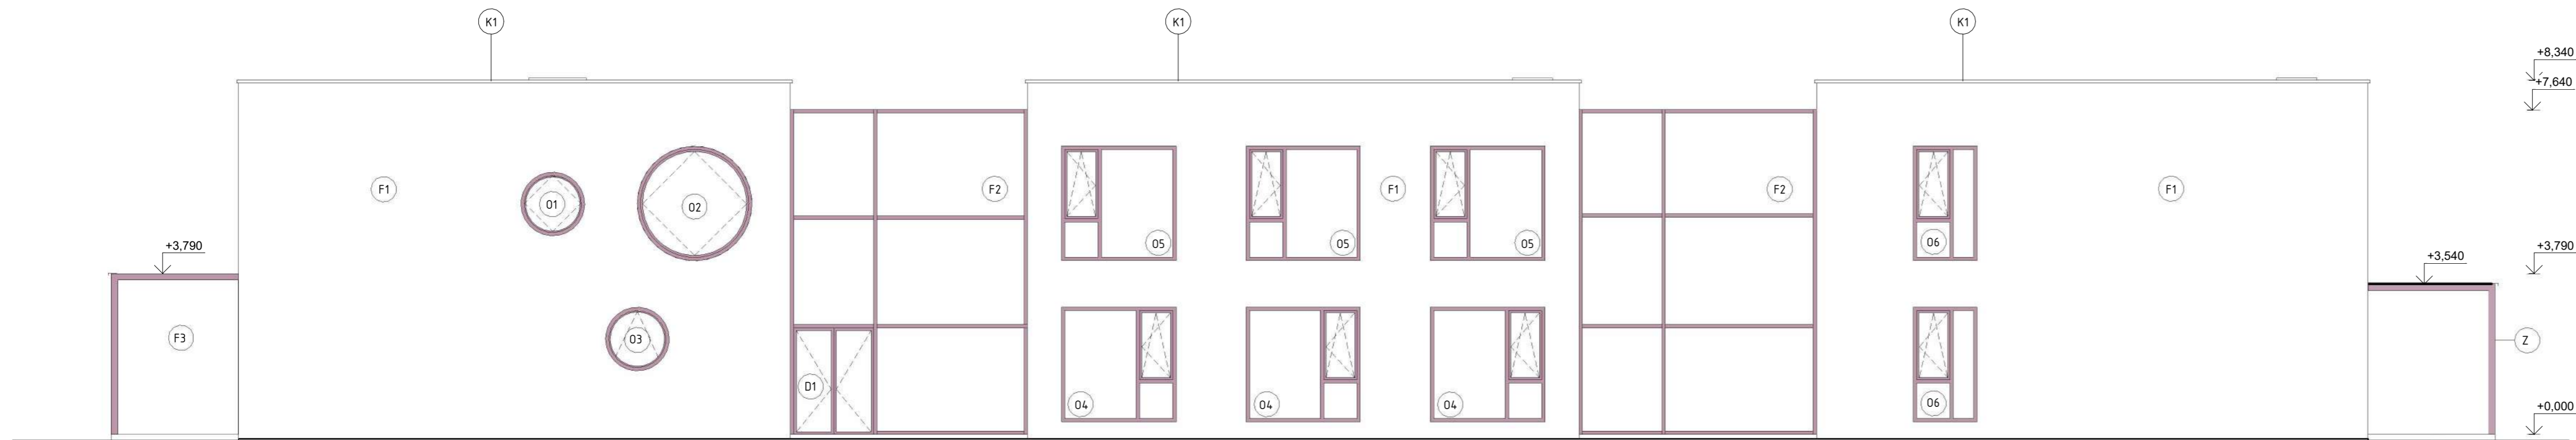 K1
K1
K1
+8,340
+7,640
F1
O1
O2
F2
F1
F2
F1
O5
O5
O5
O6
+3,790
+3,790
+3,540
F3
O3
Z
D1
O4
O4
O4
O6
+0,000